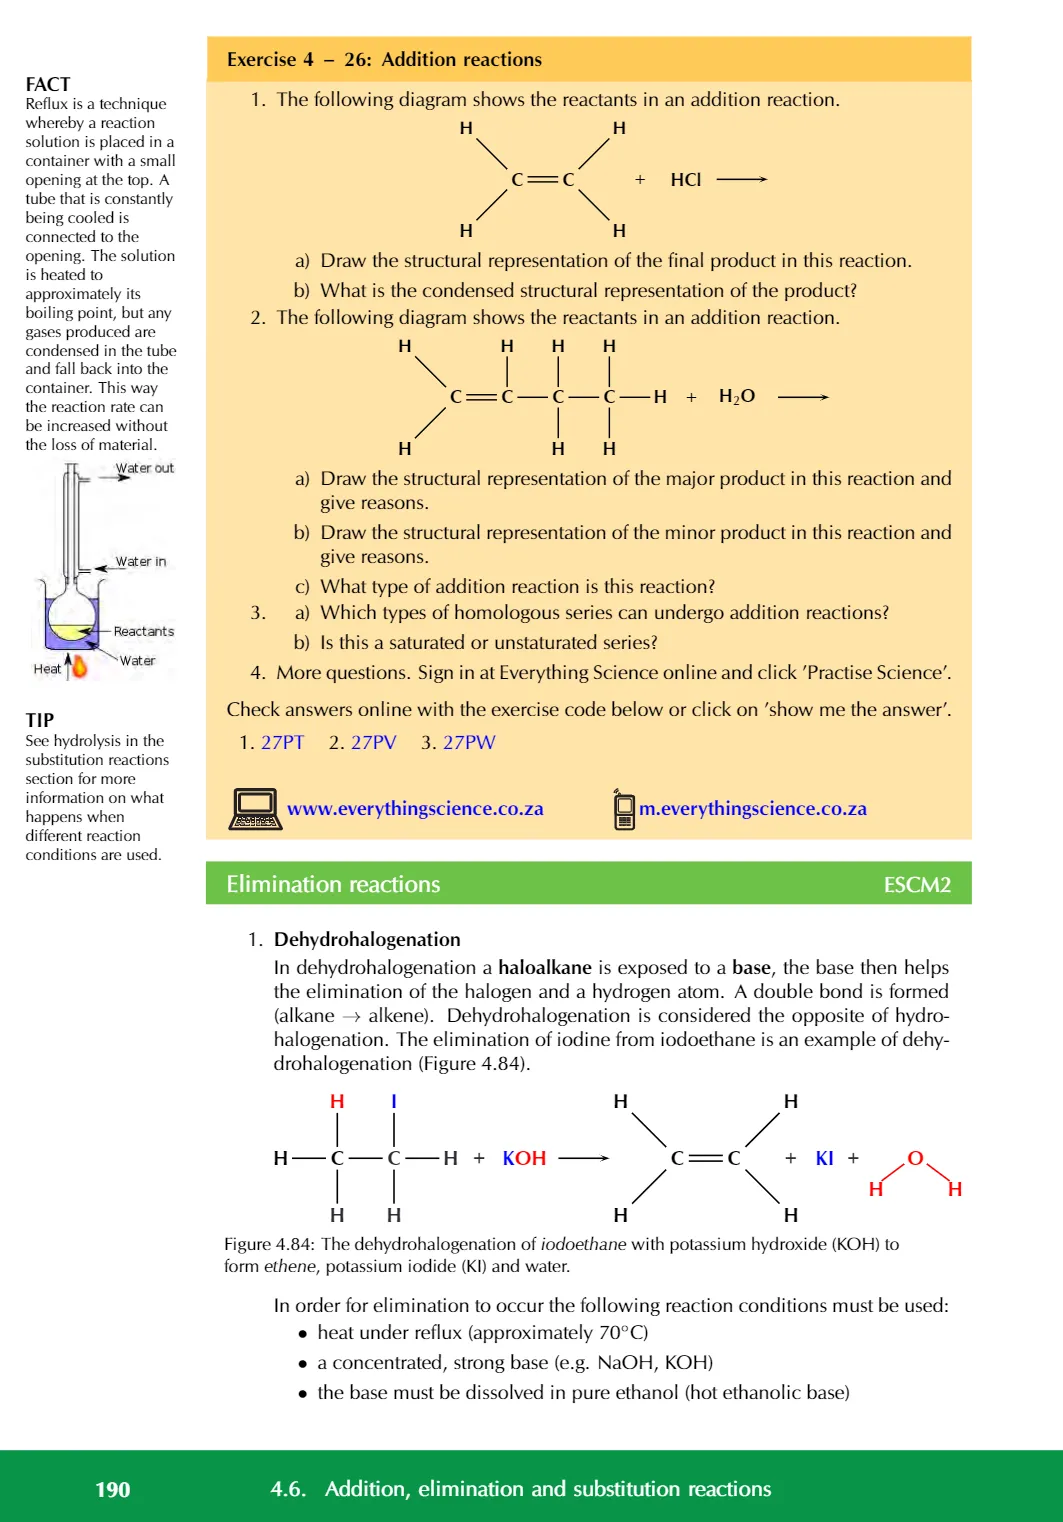 FACT
Reflux is a technique
whereby a reaction
solution is placed in a
container with a small
opening at the top. A
tube that is constantly
being cooled is
connected to the
opening. The solution
is heated to
approximately its
boiling point, but any
gases produced are
condensed in the tube
and fall back into the
container. This way
the reaction rate can
be increased without
the loss of material.
Water out
Water in
Reactants
Water
Heat
TIP
See hydrolysis in the
substitution reactions
section for more
information on what
happens when
different reaction
conditions are used.
Exercise 4 – 26: Addition reactions
1. The following diagram shows the reactants in an addition reaction.
H H
C C + HCl
H H
a) Draw the structural representation of the final product in this reaction.
b) What is the condensed structural representation of the product?
2. The following diagram shows the reactants in an addition reaction.
H H H H
C C C C H + H₂O
H H H
a) Draw the structural representation of the major product in this reaction and
give reasons.
b) Draw the structural representation of the minor product in this reaction and
give reasons.
c) What type of addition reaction is this reaction?
3. a) Which types of homologous series can undergo addition reactions?
b) Is this a saturated or unstaturated series?
4. More questions. Sign in at Everything Science online and click ’Practise Science’.
Check answers online with the exercise code below or click on ’show me the answer’.
1. 27PT 2. 27PV 3. 27PW
www.everythingscience.co.za m.everythingscience.co.za
Elimination reactions ESCM2
1. Dehydrohalogenation
In dehydrohalogenation a haloalkane is exposed to a base, the base then helps
the elimination of the halogen and a hydrogen atom. A double bond is formed
(alkane → alkene). Dehydrohalogenation is considered the opposite of hydro-
halogenation. The elimination of iodine from iodoethane is an example of dehy-
drohalogenation (Figure 4.84).
H I H H
H C C H + KOH C C + KI + O
H H
H H H H
Figure 4.84: The dehydrohalogenation of iodoethane with potassium hydroxide (KOH) to
form ethene, potassium iodide (KI) and water.
In order for elimination to occur the following reaction conditions must be used:
• heat under reflux (approximately 70°C)
• a concentrated, strong base (e.g. NaOH, KOH)
• the base must be dissolved in pure ethanol (hot ethanolic base)
190 4.6. Addition, elimination and substitution reactions